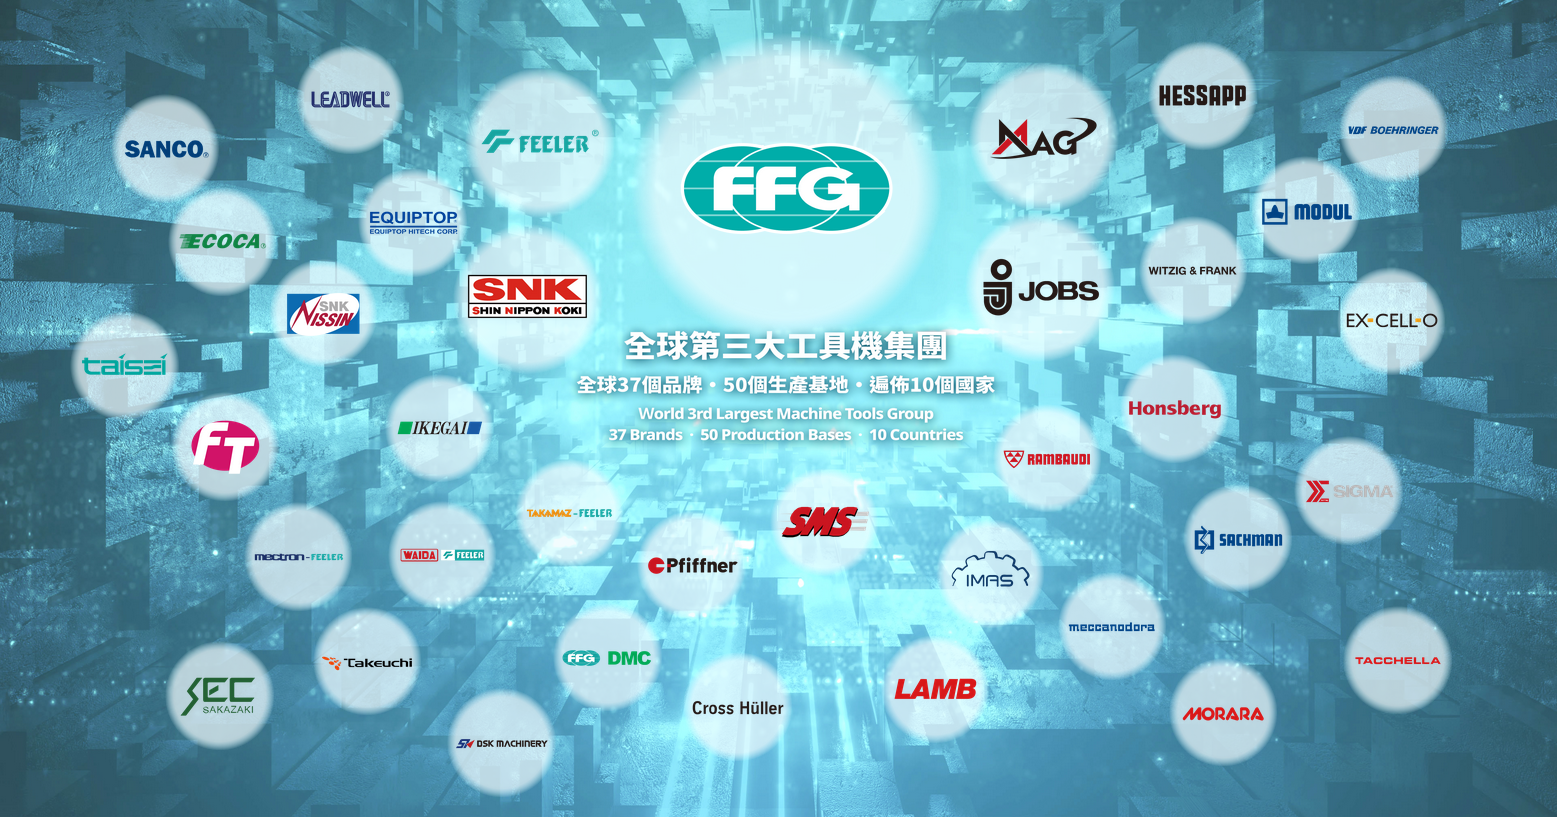 FFG
全球第三大工具機集團
全球37個品牌・50個生產基地・遍佈10個國家
World 3rd Largest Machine Tools Group
37 Brands · 50 Production Bases · 10 Countries
LEADWELL®
SANCO®
FEELER®
EQUIPTOP
EQUIPTOP HITECH CORP.
ECOCA®
SNK
NISSIN
SNK
SHIN NIPPON KOKI
taisei
FT
IKEGAI
TAKAMAZ-FEELER
mectron-FEELER
WAIDA FEELER
Takeuchi
SEC
SAKAZAKI
DSK MACHINERY
FFG DMC
Pfiffner
SMS
Cross Hüller
LAMB
IMAS
MAG
HESSAPP
VDF BOEHRINGER
MODUL
JOBS
JOBS
WITZIG & FRANK
EX-CELL-O
Honsberg
RAMBAUDI
SIGMA
SACHMAN
meccanodora
TACCHELLA
MORARA